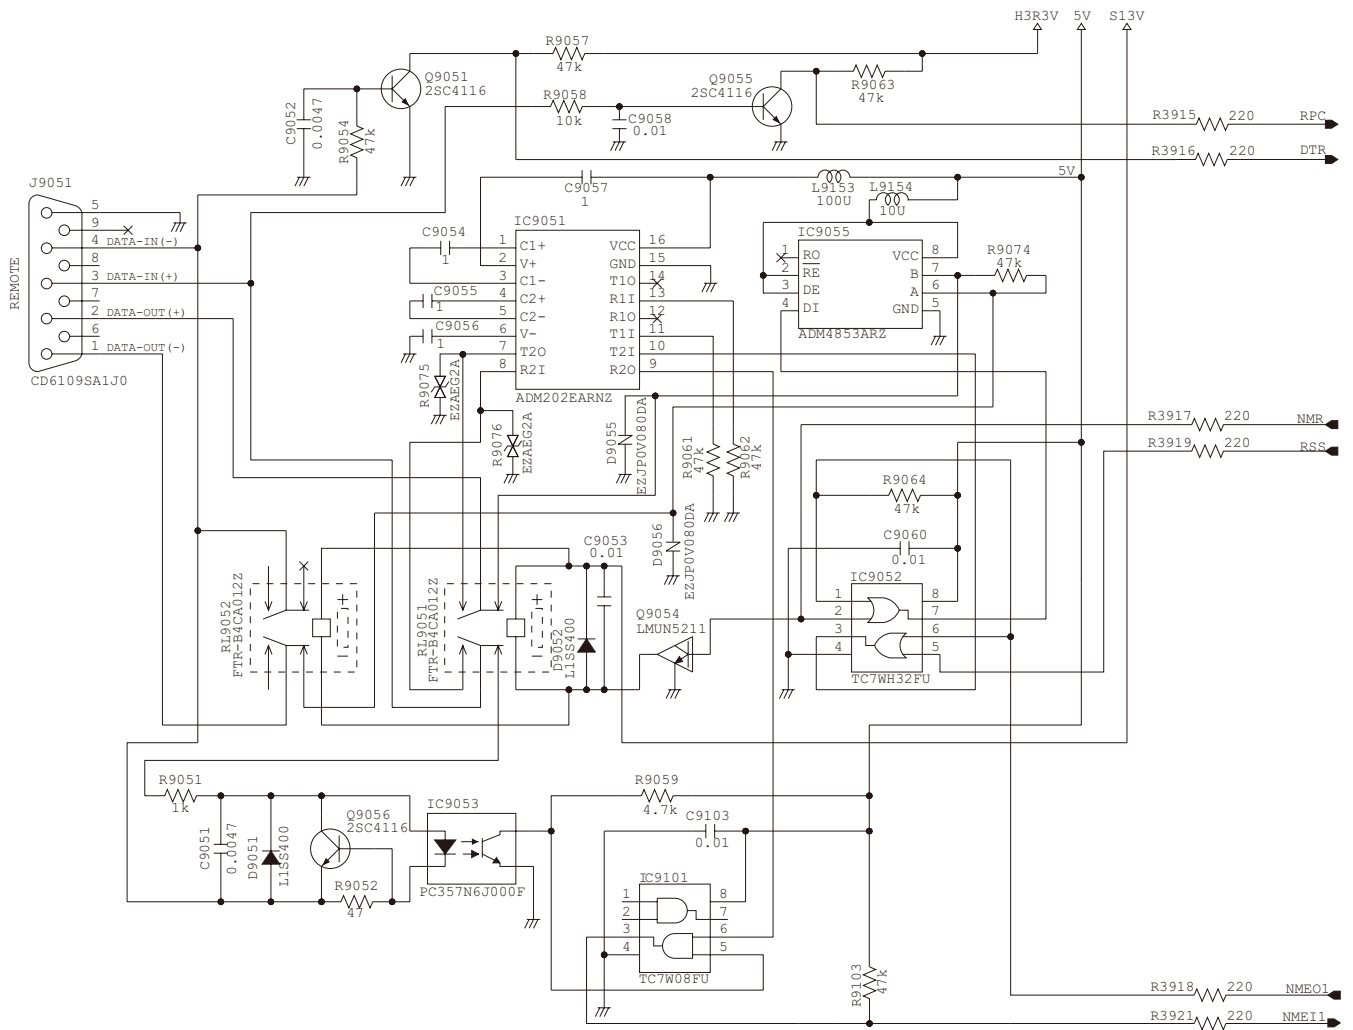 H3R3V 5V S13V
R9057
47k
Q9051
2SC4116
Q9055
2SC4116
R9063
47k
C9052
0.0047
R9054
47k
R9058
10k
C9058
0.01
R3915 220 RPC
R3916 220 DTR
J9051
REMOTE
5
9
4 DATA-IN(-)
8
3 DATA-IN(+)
7
2 DATA-OUT(+)
6
1 DATA-OUT(-)
CD6109SA1J0
C9057
1
L9153
100U
L9154
10U
5V
C9054
1
C9055
1
C9056
1
IC9051
1 C1+ VCC 16
2 V+ GND 15
3 C1- T1O 14
4 C2+ R1I 13
5 C2- R1O 12
6 V- T1I 11
7 T2O T2I 10
8 R2I R2O 9
ADM202EARNZ
IC9055
1 RO VCC 8
2 RE B 7
3 DE A 6
4 DI GND 5
ADM4853ARZ
R9074
47k
R9075
EZAEG2A
R9076
EZAEG2A
D9055
EZJP0V080DA
R9061
47k
R9062
47k
D9056
EZJP0V080DA
R3917 220 NMR
R3919 220 RSS
R9064
47k
C9060
0.01
IC9052
1 8
2 7
3 6
4 5
TC7WH32FU
C9053
0.01
RL9052
FTR-B4CA012Z
+
-
RL9051
FTR-B4CA012Z
+
-
D9052
L1SS400
Q9054
LMUN5211
R9051
1k
C9051
0.0047
D9051
L1SS400
Q9056
2SC4116
R9052
47
IC9053
PC357N6J000F
R9059
4.7k
C9103
0.01
IC9101
1 8
2 7
3 6
4 5
TC7W08FU
R9103
47k
R3918 220 NMEO1
R3921 220 NMEI1